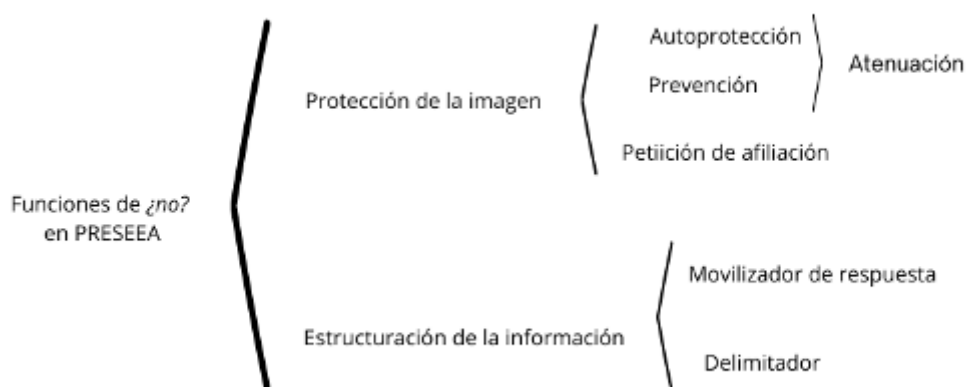 Autoprotección
Atenuación
Prevención
Protección de la imagen
Petiición de afiliación
Funciones de ¿no?
en PRESEEA
Movilizador de respuesta
Estructuración de la información
Delimitador